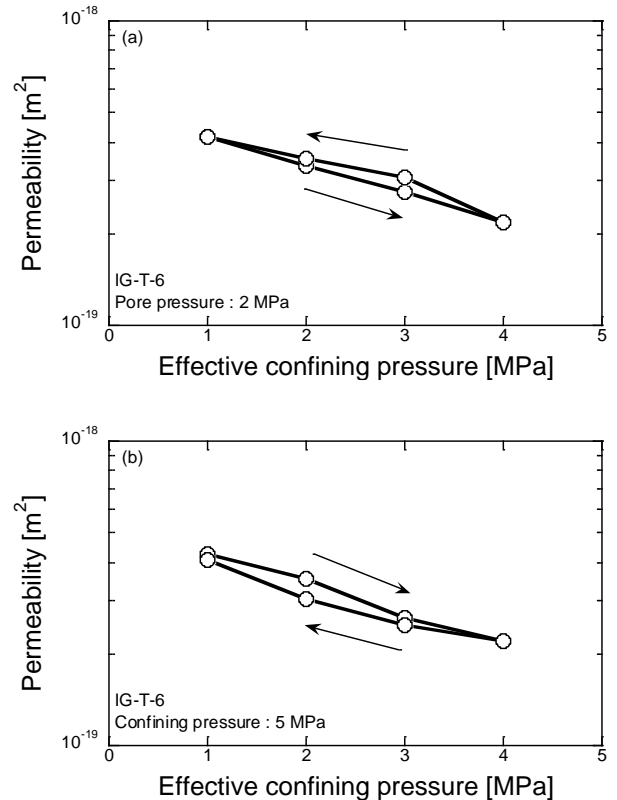 10⁻¹⁸
(a)
Permeability [m²]
IG-T-6
Pore pressure : 2 MPa
10⁻¹⁹
0 1 2 3 4 5
Effective confining pressure [MPa]
10⁻¹⁸
(b)
Permeability [m²]
IG-T-6
Confining pressure : 5 MPa
10⁻¹⁹
0 1 2 3 4 5
Effective confining pressure [MPa]